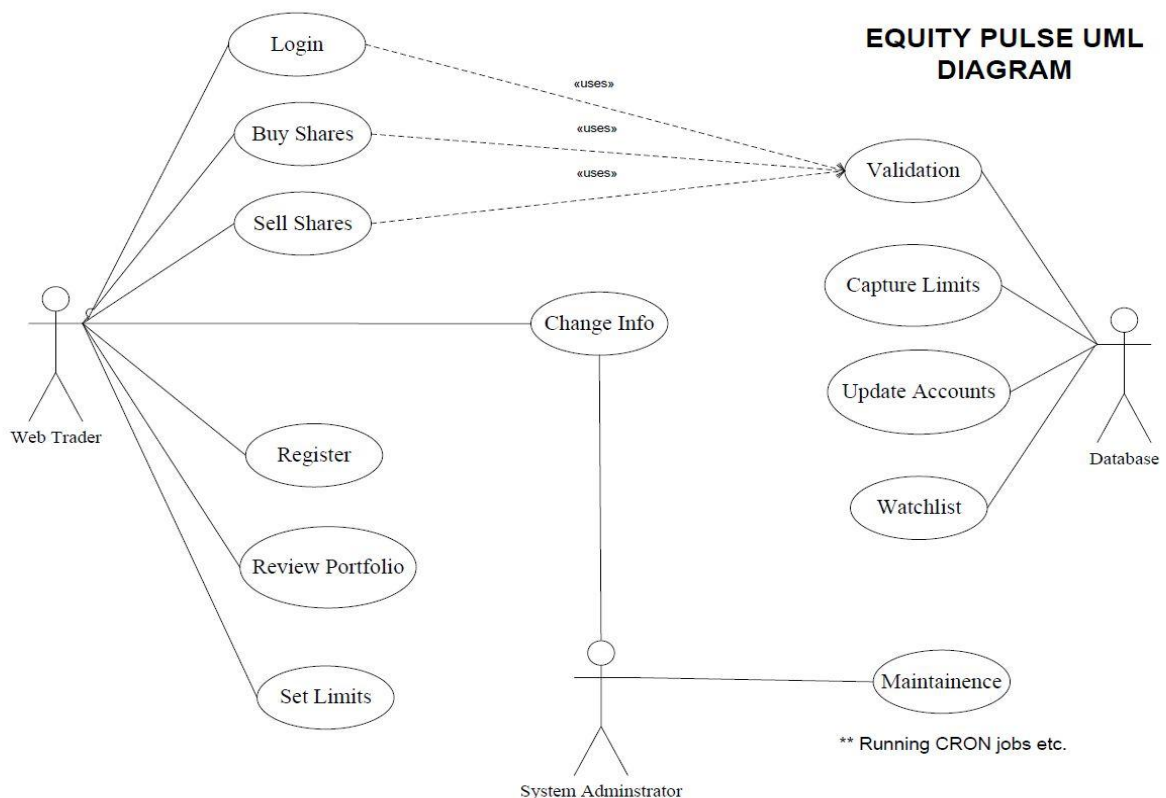 EQUITY PULSE UML
DIAGRAM
Login
«uses»
Buy Shares
«uses»
Validation
«uses»
Sell Shares
Capture Limits
Change Info
Update Accounts
Web Trader
Register
Database
Watchlist
Review Portfolio
Set Limits
Maintainence
** Running CRON jobs etc.
System Adminstrator